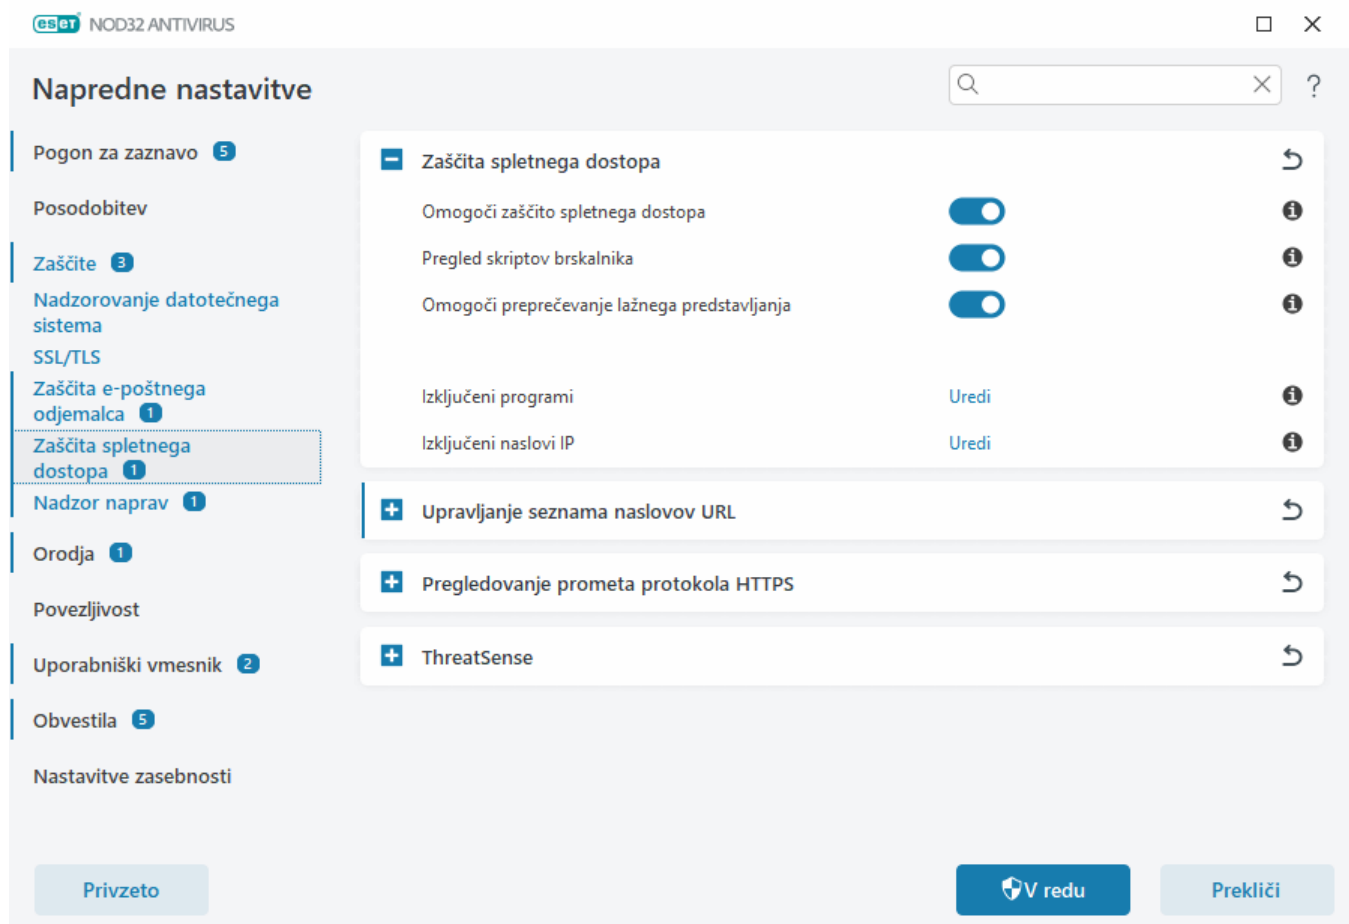 eset NOD32 ANTIVIRUS
Napredne nastavitve
?
Pogon za zaznavo 5
Posodobitev
Zaščite 3
Nadzorovanje datotečnega
sistema
SSL/TLS
Zaščita e-poštnega
odjemalca 1
Zaščita spletnega
dostopa 1
Nadzor naprav 1
Orodja 1
Povezljivost
Uporabniški vmesnik 2
Obvestila 5
Nastavitve zasebnosti
Zaščita spletnega dostopa
Omogoči zaščito spletnega dostopa
Pregled skriptov brskalnika
Omogoči preprečevanje lažnega predstavljanja
Izključeni programi Uredi
Izključeni naslovi IP Uredi
Upravljanje seznama naslovov URL
Pregledovanje prometa protokola HTTPS
ThreatSense
Privzeto
V redu
Prekliči